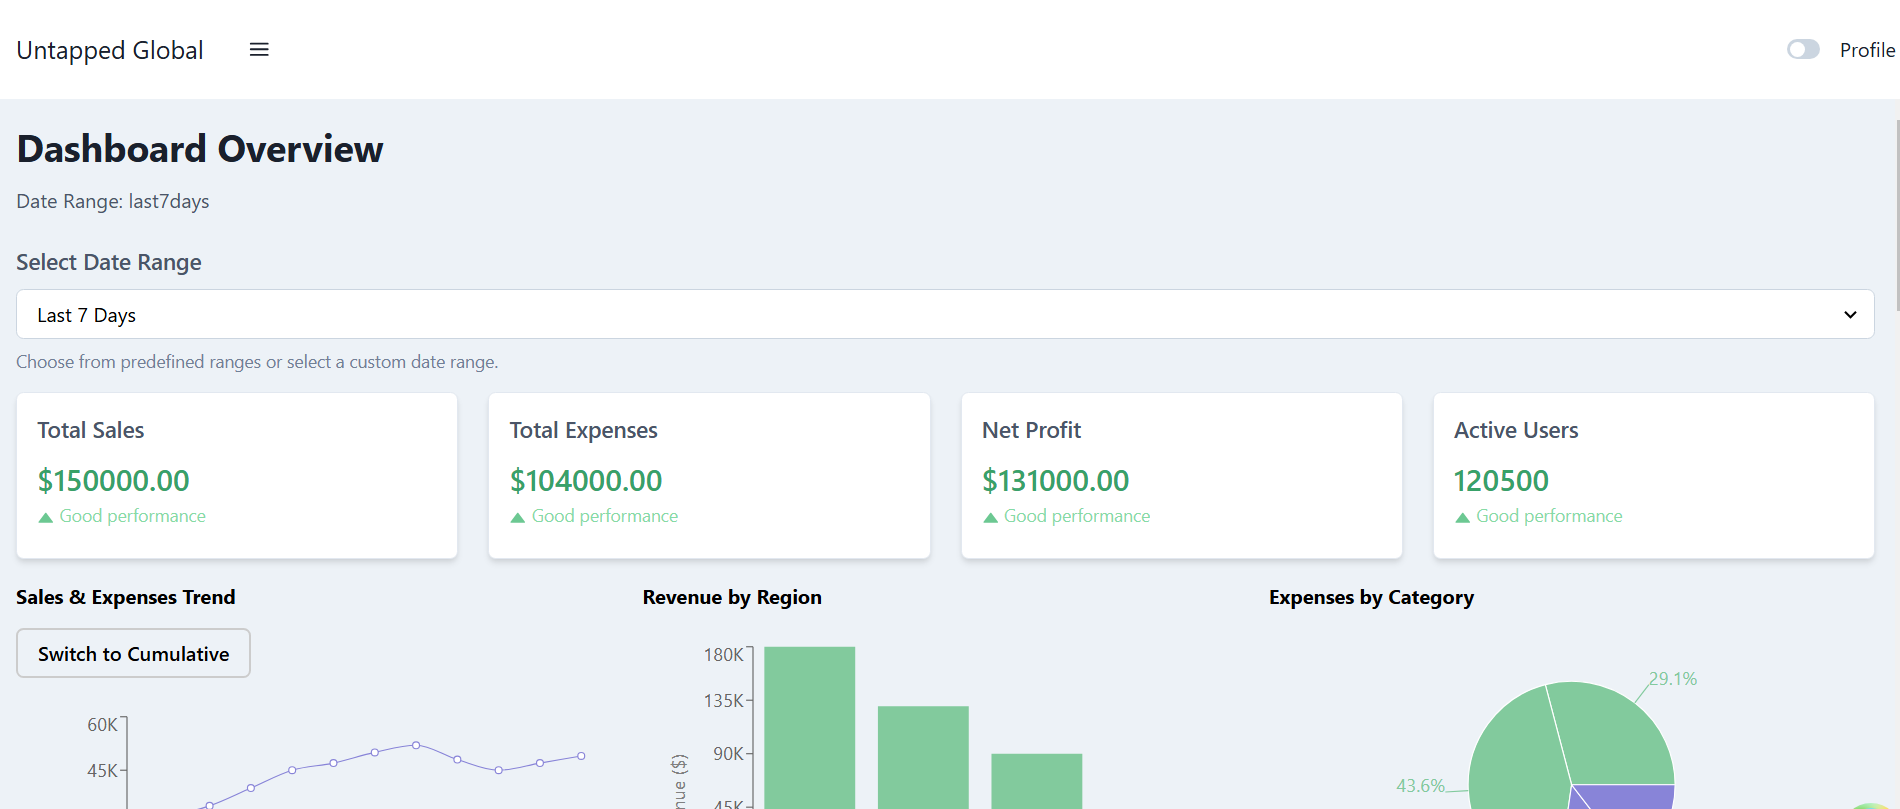 Untapped Global
Profile
Dashboard Overview
Date Range: last7days
Select Date Range
Last 7 Days
Choose from predefined ranges or select a custom date range.
Total Sales
$150000.00
Good performance
Total Expenses
$104000.00
Good performance
Net Profit
$131000.00
Good performance
Active Users
120500
Good performance
Sales & Expenses Trend
Switch to Cumulative
60K
45K
Revenue by Region
180K
135K
90K
45K
($)
Expenses by Category
29.1%
43.6%